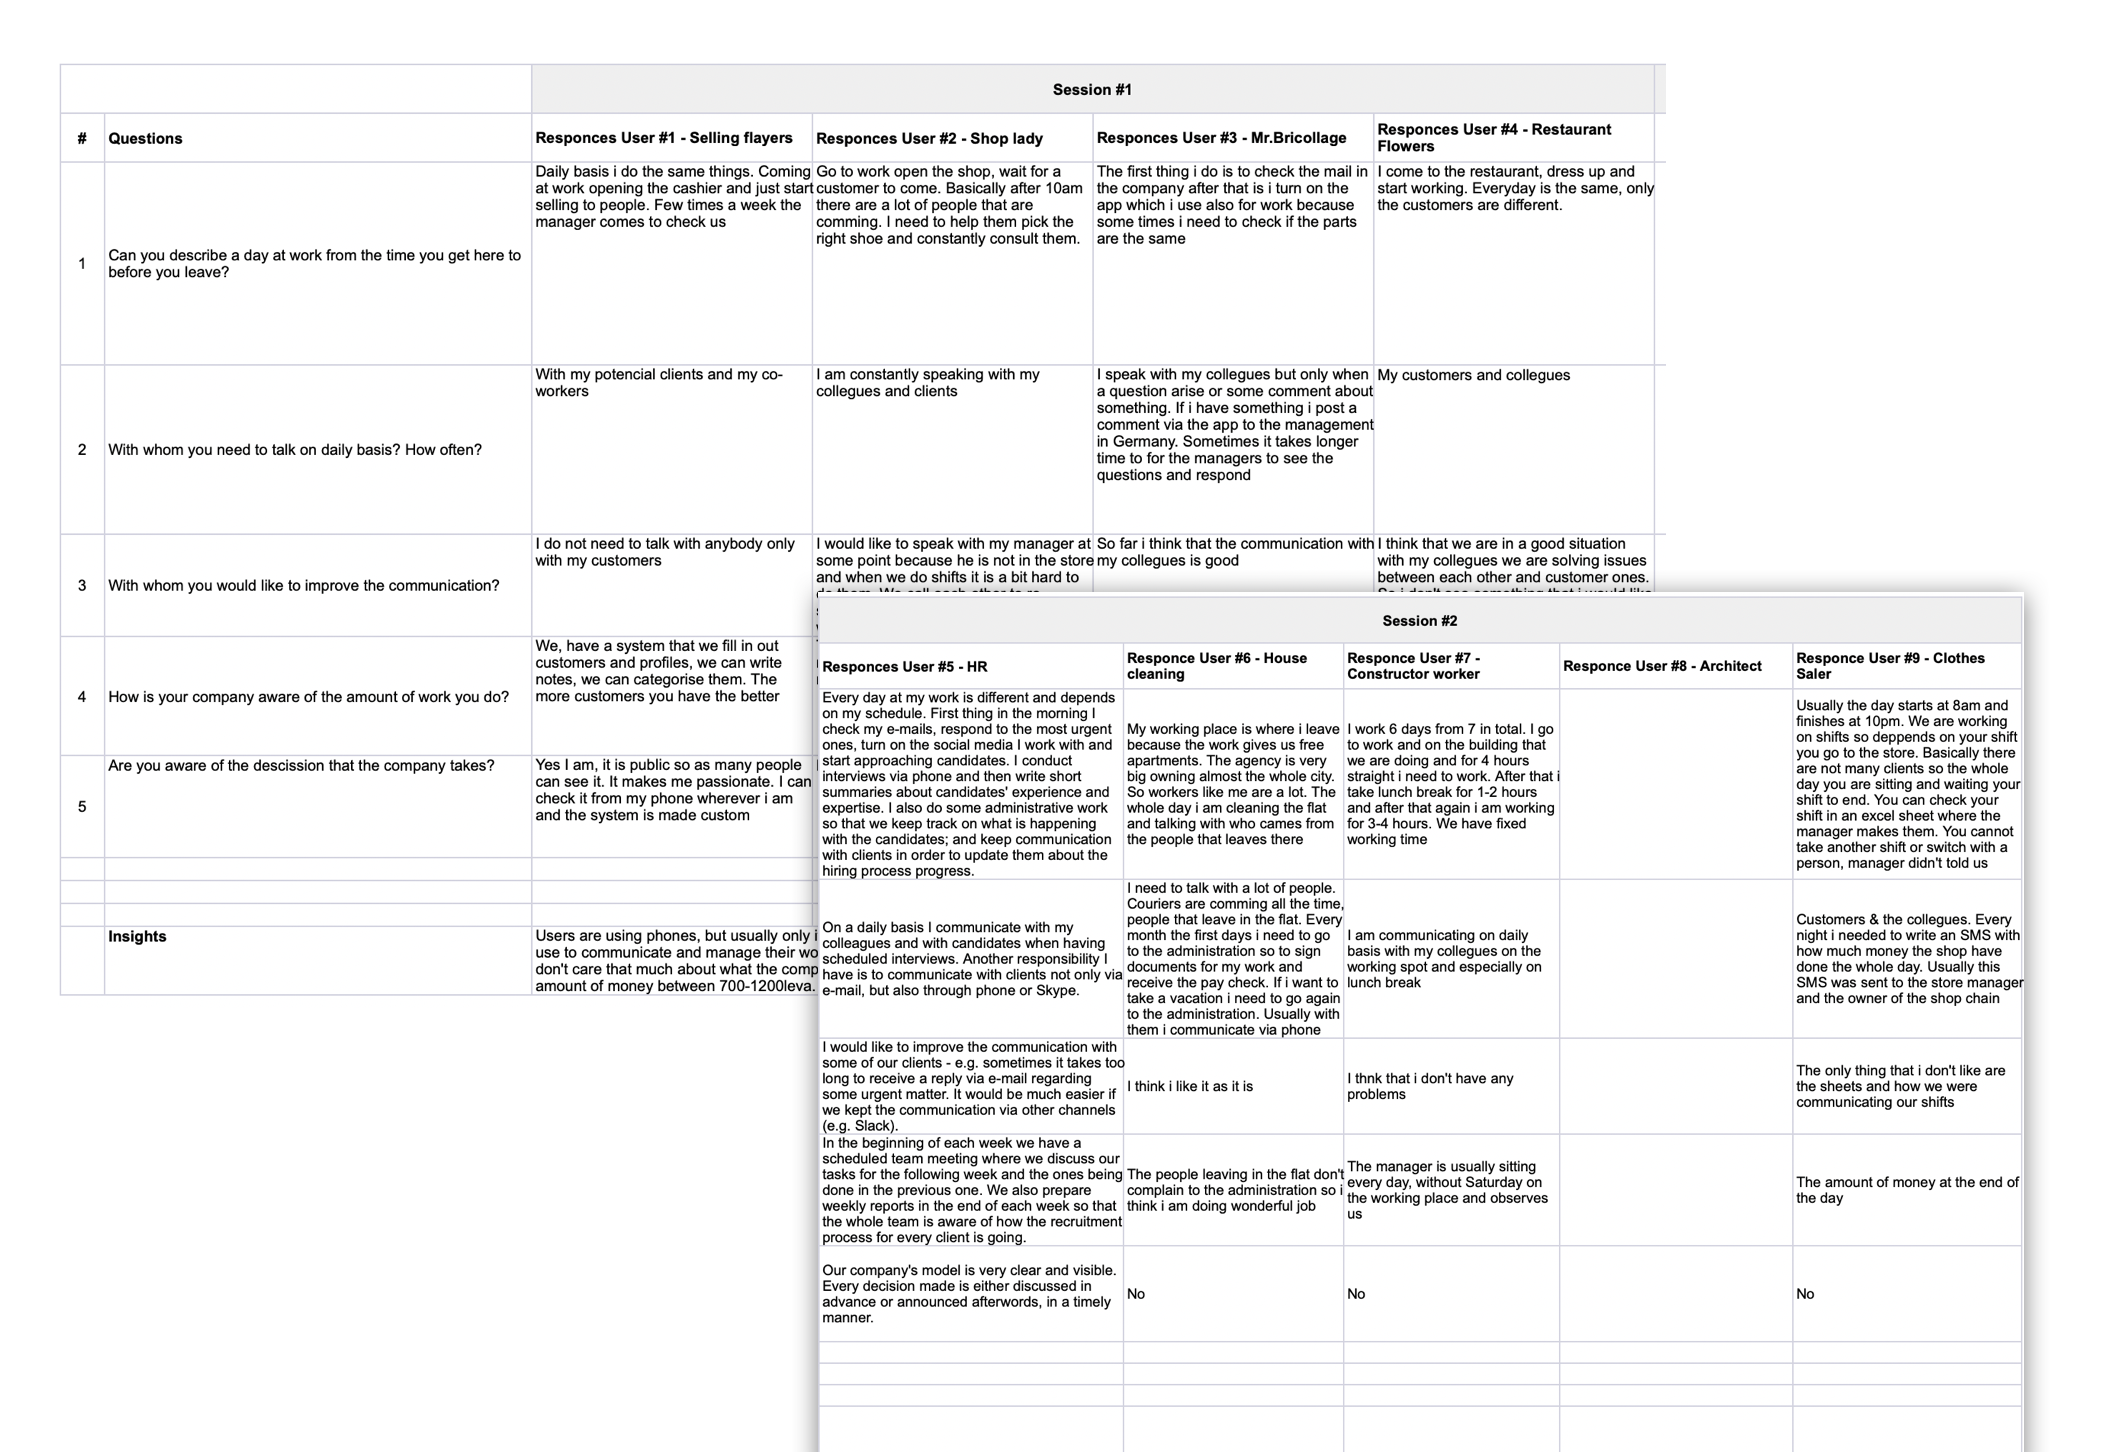 Session #1
#
Questions
Responces User #1 - Selling flayers
Responces User #2 - Shop lady
Responces User #3 - Mr.Bricollage
Responces User #4 - Restaurant
Flowers
1
Can you describe a day at work from the time you get here to
before you leave?
Daily basis i do the same things. Coming
at work opening the cashier and just start
selling to people. Few times a week the
manager comes to check us
Go to work open the shop, wait for a
customer to come. Basically after 10am
there are a lot of people that are
comming. I need to help them pick the
right shoe and constantly consult them.
The first thing i do is to check the mail in
the company after that is i turn on the
app which i use also for work because
some times i need to check if the parts
are the same
I come to the restaurant, dress up and
start working. Everyday is the same, only
the customers are different.
2
With whom you need to talk on daily basis? How often?
With my potencial clients and my co-
workers
I am constantly speaking with my
collegues and clients
I speak with my collegues but only when
a question arise or some comment about
something. If i have something i post a
comment via the app to the management
in Germany. Sometimes it takes longer
time to for the managers to see the
questions and respond
My customers and collegues
3
With whom you would like to improve the communication?
I do not need to talk with anybody only
with my customers
I would like to speak with my manager at
some point because he is not in the store
and when we do shifts it is a bit hard to
So far i think that the communication with
my collegues is good
I think that we are in a good situation
with my collegues we are solving issues
between each other and customer ones.
4
How is your company aware of the amount of work you do?
We, have a system that we fill in out
customers and profiles, we can write
notes, we can categorise them. The
more customers you have the better
5
Are you aware of the descission that the company takes?
Yes I am, it is public so as many people
can see it. It makes me passionate. I can
check it from my phone wherever i am
and the system is made custom
Insights
Users are using phones, but usually only
use to communicate and manage their
don't care that much about what the
amount of money between 700-1200leva.
Session #2
Responces User #5 - HR
Responce User #6 - House
cleaning
Responce User #7 -
Constructor worker
Responce User #8 - Architect
Responce User #9 - Clothes
Saler
Every day at my work is different and depends
on my schedule. First thing in the morning I
check my e-mails, respond to the most urgent
ones, turn on the social media I work with and
start approaching candidates. I conduct
interviews via phone and then write short
summaries about candidates' experience and
expertise. I also do some administrative work
so that we keep track on what is happening
with the candidates; and keep communication
with clients in order to update them about the
hiring process progress.
My working place is where i leave
because the work gives us free
apartments. The agency is very
big owning almost the whole city.
So workers like me are a lot. The
whole day i am cleaning the flat
and talking with who cames from
the people that leaves there
I work 6 days from 7 in total. I go
to work and on the building that
we are doing and for 4 hours
straight i need to work. After that i
take lunch break for 1-2 hours
and after that again i am working
for 3-4 hours. We have fixed
working time
Usually the day starts at 8am and
finishes at 10pm. We are working
on shifts so deppends on your shift
you go to the store. Basically there
are not many clients so the whole
day you are sitting and waiting your
shift to end. You can check your
shift in an excel sheet where the
manager makes them. You cannot
take another shift or switch with a
person, manager didn't told us
On a daily basis I communicate with my
colleagues and with candidates when having
scheduled interviews. Another responsibility I
have is to communicate with clients not only via
e-mail, but also through phone or Skype.
I need to talk with a lot of people.
Couriers are comming all the time,
people that leave in the flat. Every
month the first days i need to go
to the administration so to sign
documents for my work and
receive the pay check. If i want to
take a vacation i need to go again
to the administration. Usually with
them i communicate via phone
I am communicating on daily
basis with my collegues on the
working spot and especially on
lunch break
Customers & the collegues. Every
night i needed to write an SMS with
how much money the shop have
done the whole day. Usually this
SMS was sent to the store manager
and the owner of the shop chain
I would like to improve the communication with
some of our clients - e.g. sometimes it takes too
long to receive a reply via e-mail regarding
some urgent matter. It would be much easier if
we kept the communication via other channels
(e.g. Slack).
I think i like it as it is
I thnk that i don't have any
problems
The only thing that i don't like are
the sheets and how we were
communicating our shifts
In the beginning of each week we have a
scheduled team meeting where we discuss our
tasks for the following week and the ones being
done in the previous one. We also prepare
weekly reports in the end of each week so that
the whole team is aware of how the recruitment
process for every client is going.
The people leaving in the flat don't
complain to the administration so i
think i am doing wonderful job
The manager is usually sitting
every day, without Saturday on
the working place and observes
us
The amount of money at the end of
the day
Our company's model is very clear and visible.
Every decision made is either discussed in
advance or announced afterwords, in a timely
manner.
No
No
No